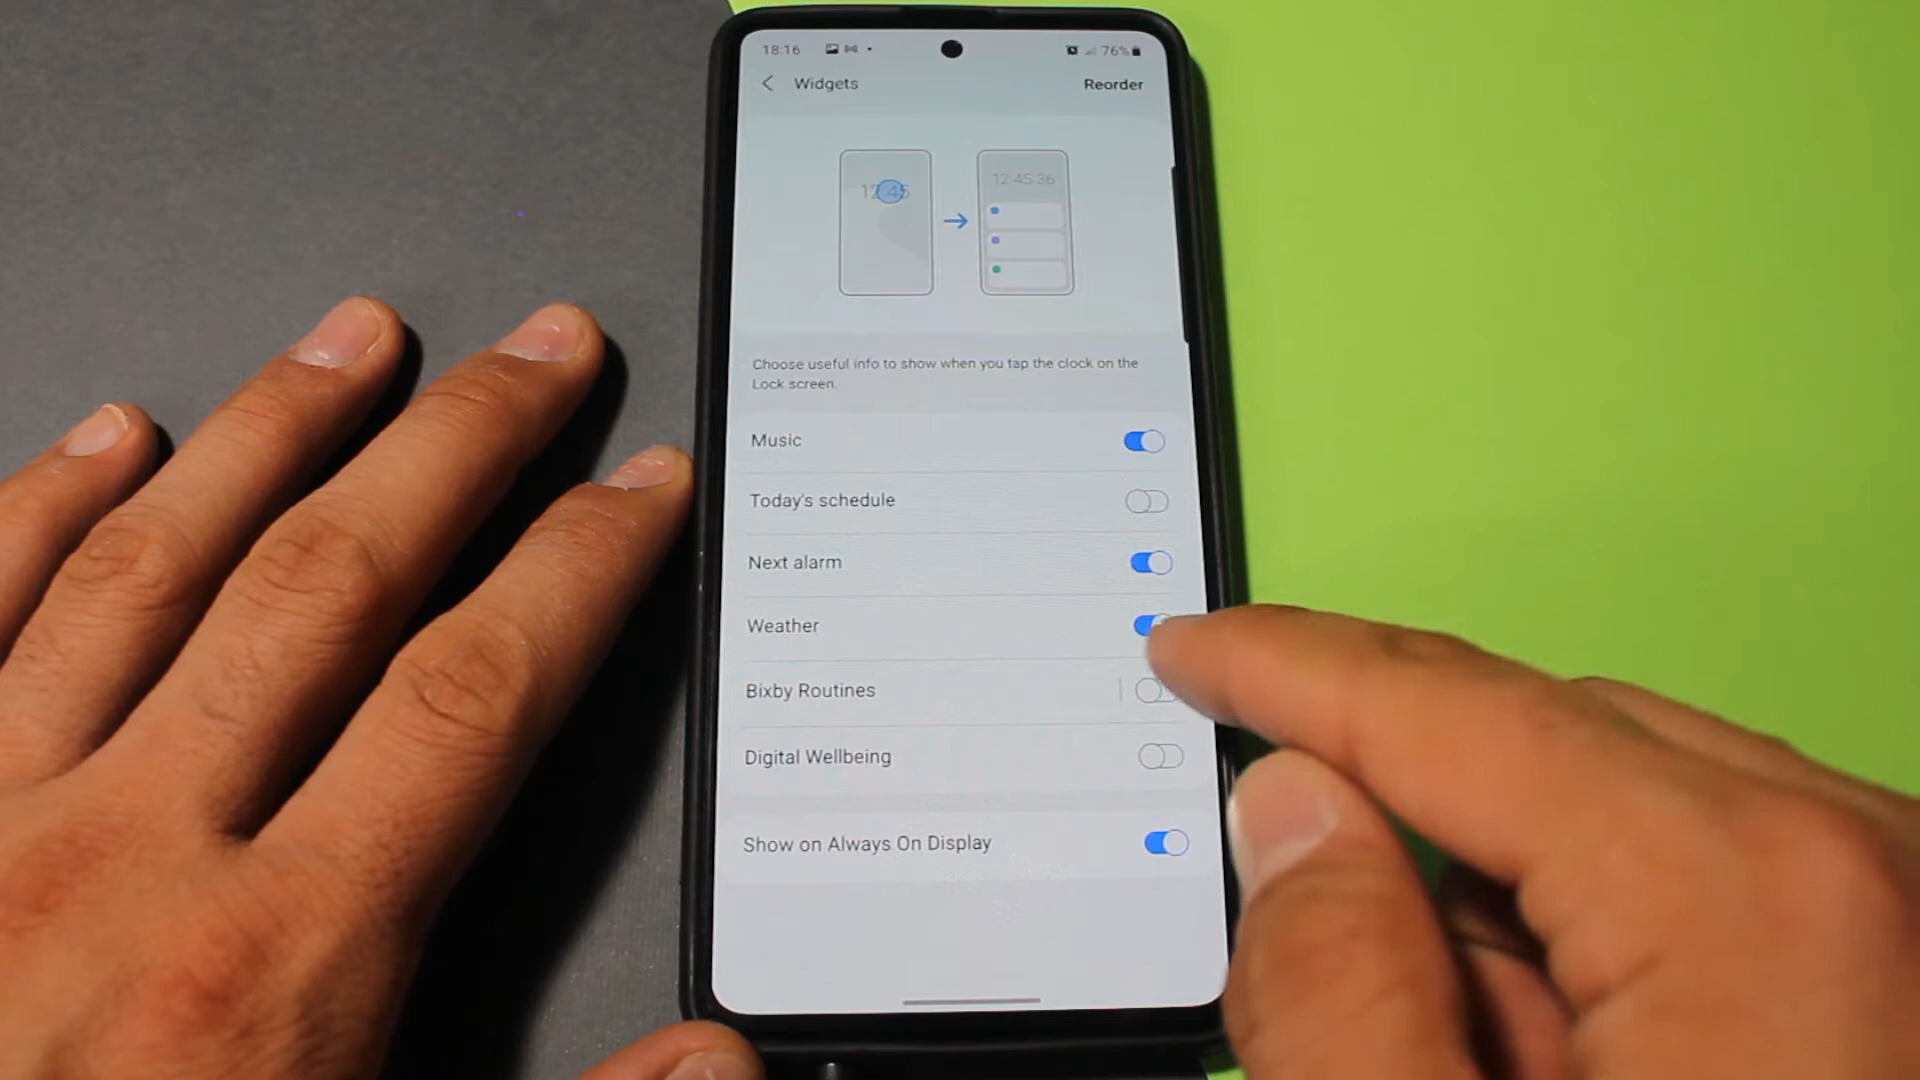 18:16 76%
Widgets Reorder
12:45 12:45:36
Choose useful info to show when you tap the clock on the
Lock screen.
Music
Today's schedule
Next alarm
Weather
Bixby Routines
Digital Wellbeing
Show on Always On Display